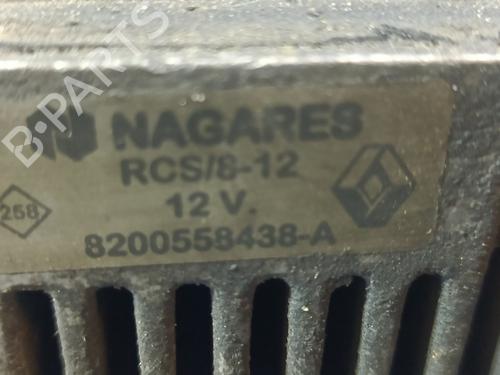 NAGARES
RCS/8-12
258
12 V.
8200558438-A
B-PARTS